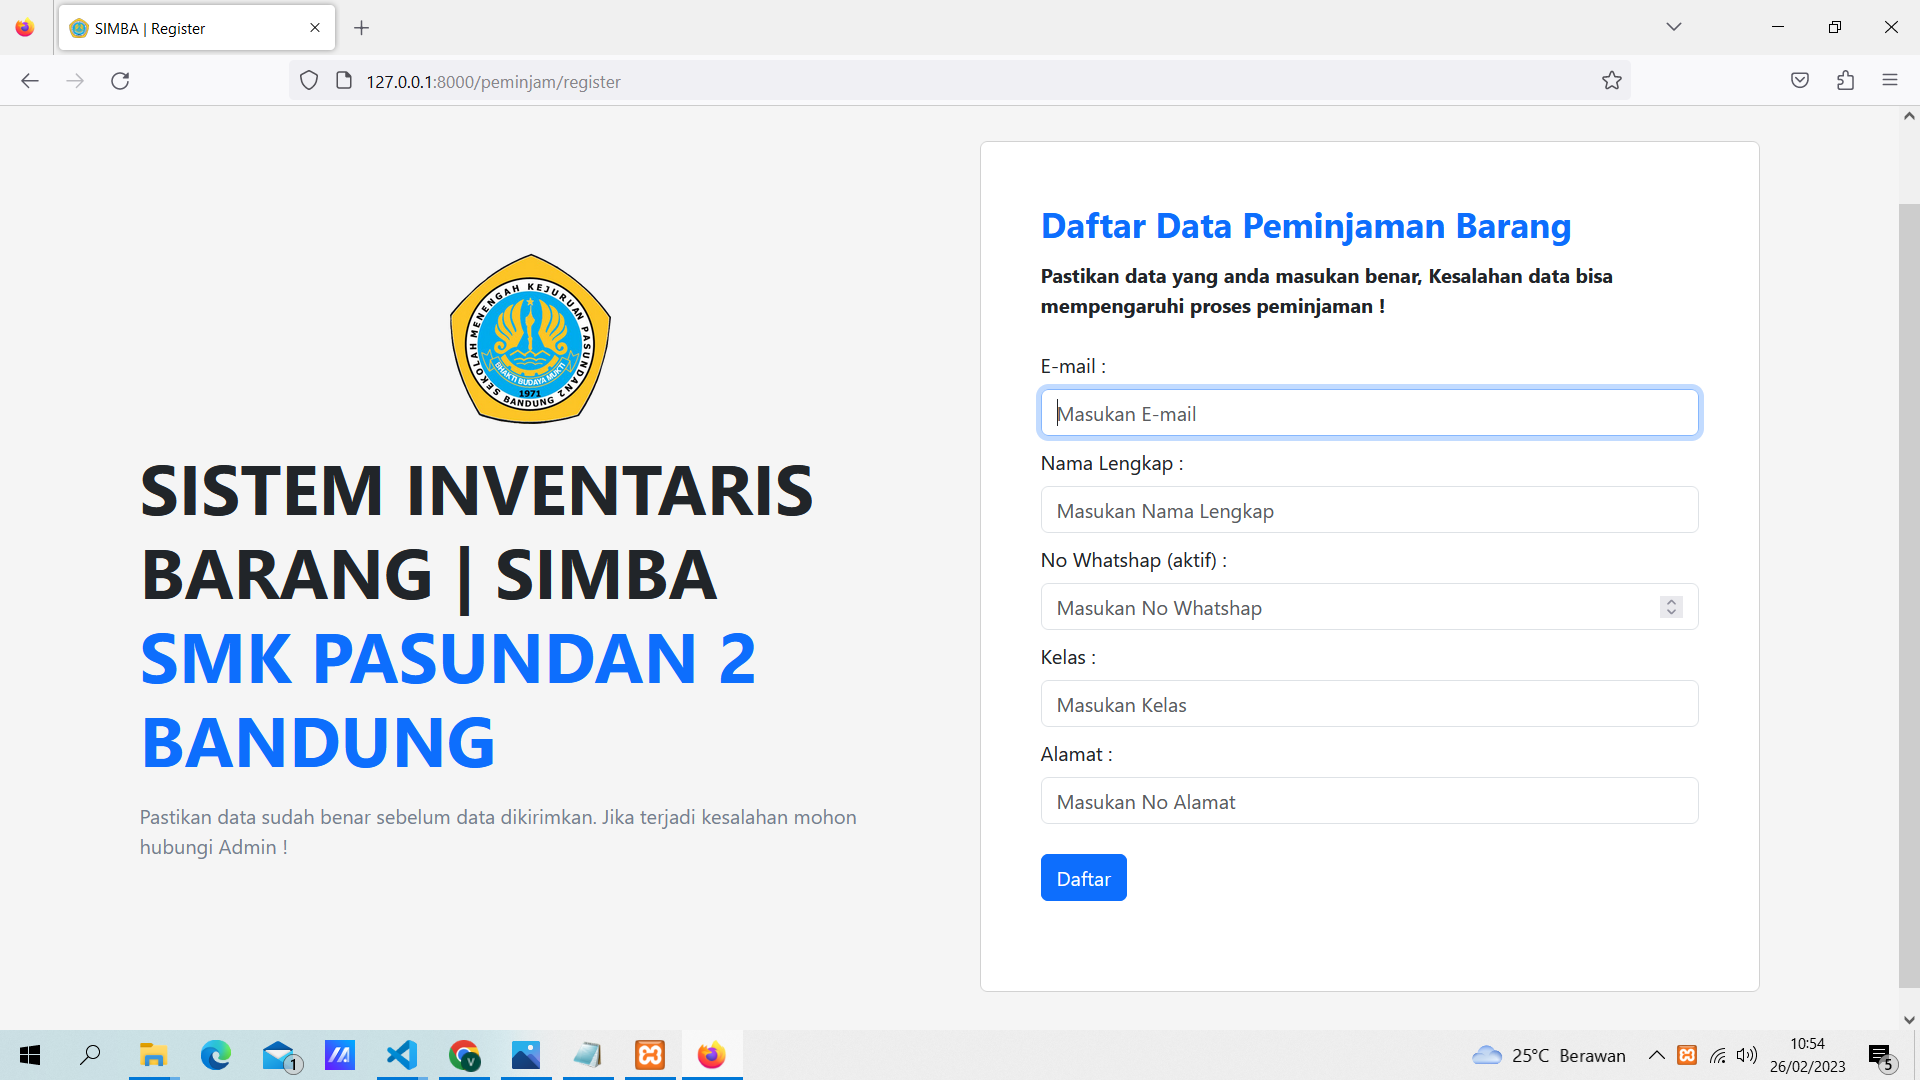 SIMBA | Register
127.0.0.1:8000/peminjam/register
SEKOLAH MENENGAH KEJURUAN PASUNDAN 2 BANDUNG
BHAKTI BUDAYA MUKTI
1971
SISTEM INVENTARIS
BARANG | SIMBA
SMK PASUNDAN 2
BANDUNG
Pastikan data sudah benar sebelum data dikirimkan. Jika terjadi kesalahan mohon
hubungi Admin !
Daftar Data Peminjaman Barang
Pastikan data yang anda masukan benar, Kesalahan data bisa
mempengaruhi proses peminjaman !
E-mail :
Masukan E-mail
Nama Lengkap :
Masukan Nama Lengkap
No Whatshap (aktif) :
Masukan No Whatshap
Kelas :
Masukan Kelas
Alamat :
Masukan No Alamat
Daftar
1
V
25°C Berawan
10:54
26/02/2023
5